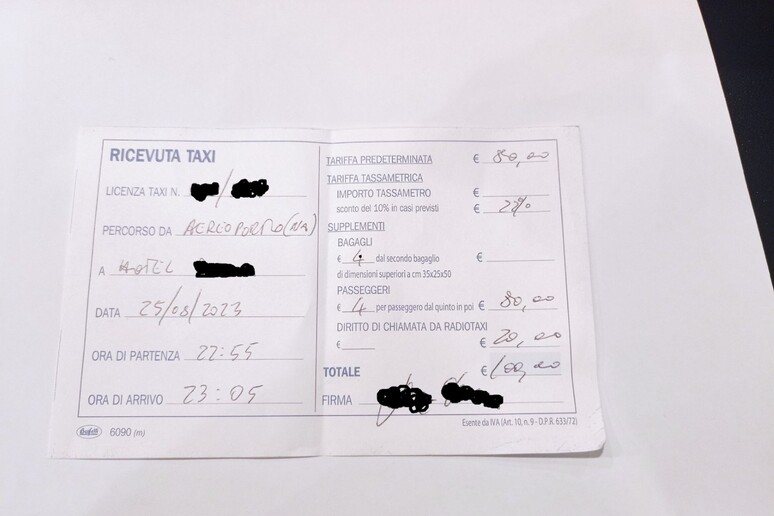 RICEVUTA TAXI
LICENZA TAXI N. /
PERCORSO DA AEROPORTO (NA)
A HOTEL
DATA 25/08/2023
ORA DI PARTENZA 22:55
ORA DI ARRIVO 23:05
6090 (m)
TARIFFA PREDETERMINATA € 80,00
TARIFFA TASSAMETRICA
IMPORTO TASSAMETRO €
sconto del 10% in casi previsti € 22%
SUPPLEMENTI
BAGAGLI
€ 4 dal secondo bagaglio €
di dimensioni superiori a cm 35x25x50
PASSEGGERI
€ 4 per passeggero dal quinto in poi € 80,00
DIRITTO DI CHIAMATA DA RADIOTAXI
€ € 20,00
TOTALE € 100,00
FIRMA
Esente da IVA (Art. 10, n. 9 - D.P.R. 633/72)